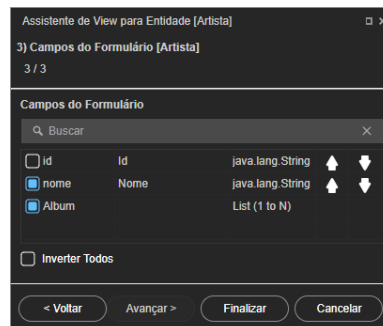 Assistente de View para Entidade [Artista]
3) Campos do Formulário [Artista]
3 / 3
Campos do Formulário
Buscar
id Id java.lang.String
nome Nome java.lang.String
Album List (1 to N)
Inverter Todos
< Voltar Avançar > Finalizar Cancelar